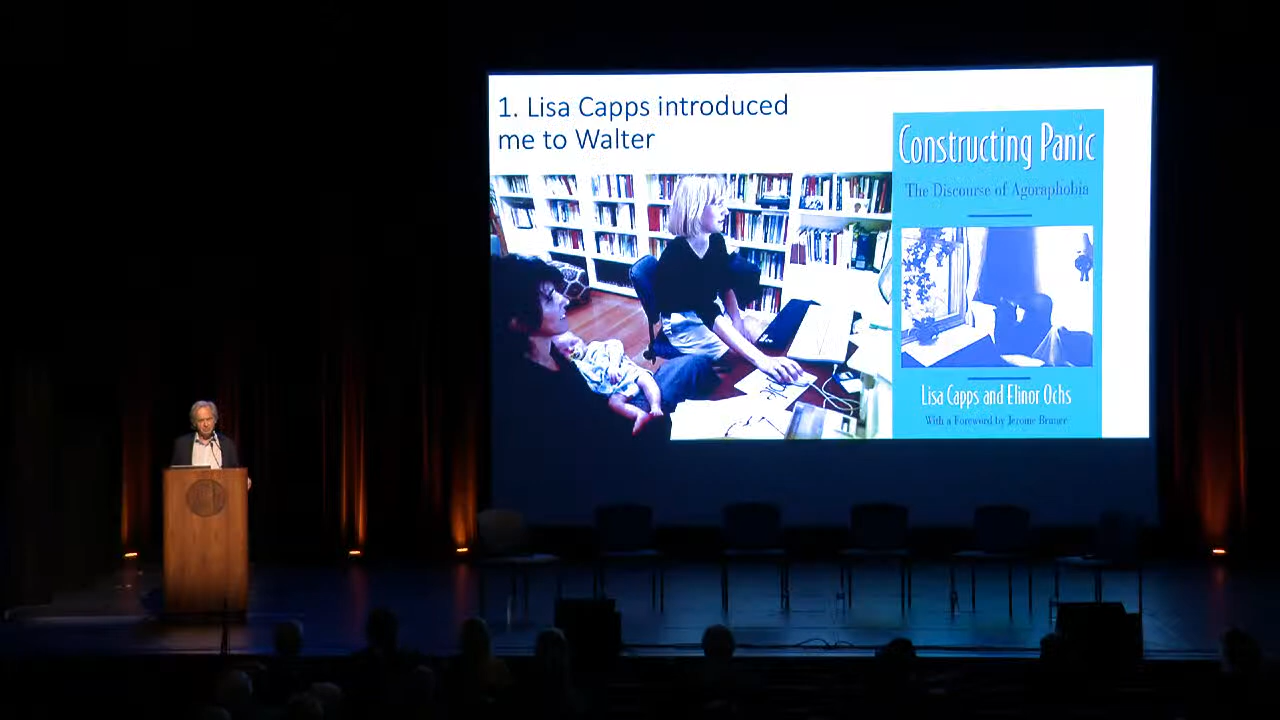 1. Lisa Capps introduced
me to Walter
Constructing Panic
The Discourse of Agoraphobia
Lisa Capps and Elinor Ochs
With a Foreword by Jerome Bruner